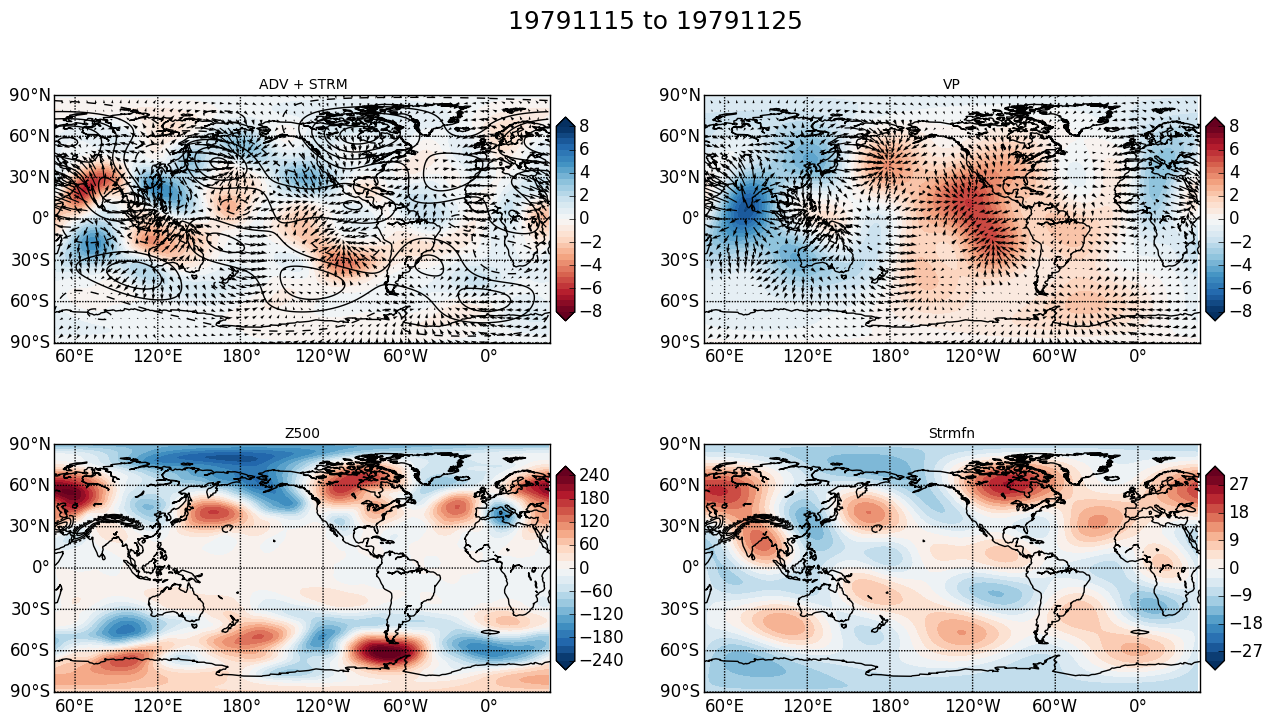 19791115 to 19791125
ADV + STRM
90°N
60°N
30°N
0°
30°S
60°S
90°S
60°E 120°E 180° 120°W 60°W 0°
8
6
4
2
0
−2
−4
−6
−8
VP
90°N
60°N
30°N
0°
30°S
60°S
90°S
60°E 120°E 180° 120°W 60°W 0°
8
6
4
2
0
−2
−4
−6
−8
Z500
90°N
60°N
30°N
0°
30°S
60°S
90°S
60°E 120°E 180° 120°W 60°W 0°
240
180
120
60
0
−60
−120
−180
−240
Strmfn
90°N
60°N
30°N
0°
30°S
60°S
90°S
60°E 120°E 180° 120°W 60°W 0°
27
18
9
0
−9
−18
−27